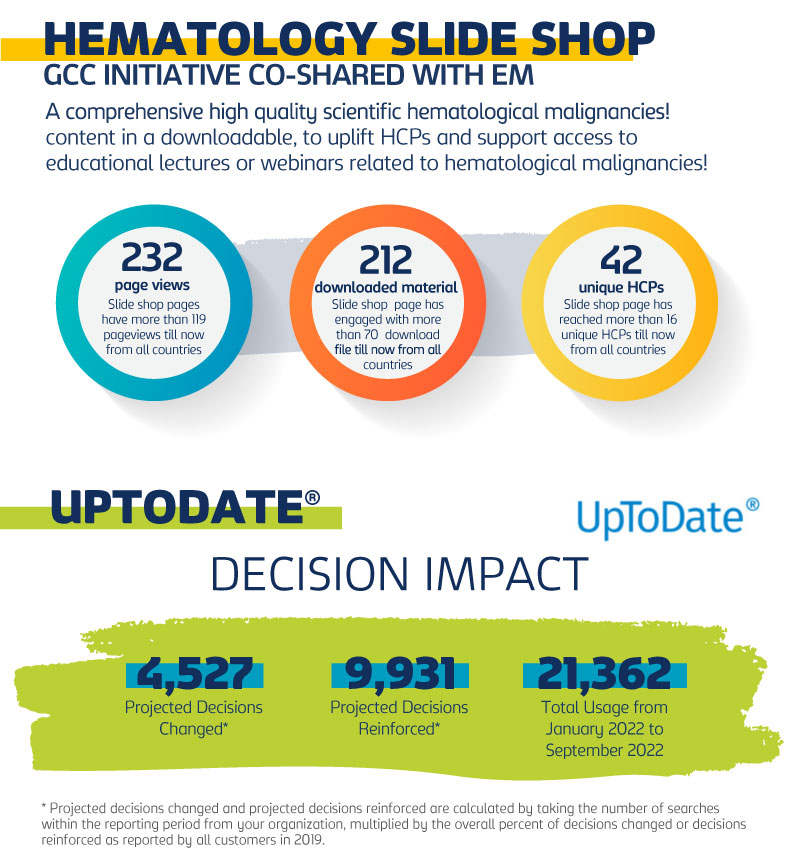 HEMATOLOGY SLIDE SHOP
GCC INITIATIVE CO-SHARED WITH EM
A comprehensive high quality scientific hematological malignancies!
content in a downloadable, to uplift HCPs and support access to
educational lectures or webinars related to hematological malignancies!
232
page views
Slide shop pages
have more than 119
pageviews till now
from all countries
212
downloaded material
Slide shop page has
engaged with more
than 70 download
file till now from all
countries
42
unique HCPs
Slide shop page has
reached more than 16
unique HCPs till now
from all countries
UPTODATE®
UpToDate®
DECISION IMPACT
4,527
Projected Decisions
Changed*
9,931
Projected Decisions
Reinforced*
21,362
Total Usage from
January 2022 to
September 2022
* Projected decisions changed and projected decisions reinforced are calculated by taking the number of searches
within the reporting period from your organization, multiplied by the overall percent of decisions changed or decisions
reinforced as reported by all customers in 2019.